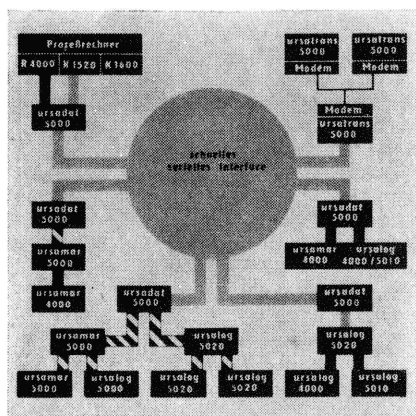 Prozeßrechner
R 4000 K 1520 K 1600
ursadat
5000
ursatrans
5000
Modem
ursatrans
5000
Modem
Modem
ursatrans
5000
schnelles
serielles Interface
ursadat
5000
ursamar
5000
ursamar
4000
ursadat
5000
ursamar
4000
ursalog
4000/5010
ursadat
5000
ursamar
5000
ursalog
5020
ursamar
5000
ursalog
5000
ursalog
5020
ursalog
5020
ursadat
5000
ursalog
5020
ursalog
4000
ursalog
5010